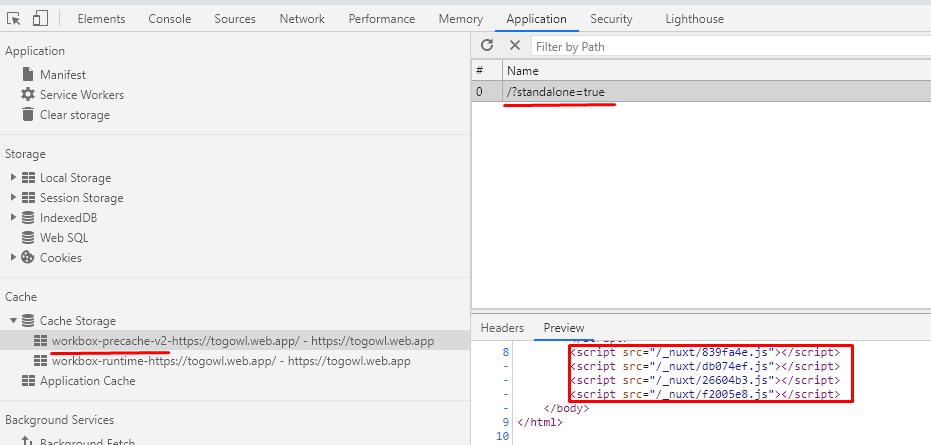 Elements Console Sources Network Performance Memory Application Security Lighthouse
Application
Manifest
Service Workers
Clear storage
Storage
Local Storage
Session Storage
IndexedDB
Web SQL
Cookies
Cache
Cache Storage
workbox-precache-v2-https://togowl.web.app/ - https://togowl.web.app
workbox-runtime-https://togowl.web.app/ - https://togowl.web.app
Application Cache
Background Services
Background Fetch
Filter by Path
# Name
0 /?standalone=true
Headers Preview
8 <script src="/_nuxt/839fa4e.js"></script>
- <script src="/_nuxt/db074ef.js"></script>
- <script src="/_nuxt/26604b3.js"></script>
- <script src="/_nuxt/f2005e8.js"></script>
- </body>
9 </html>
10